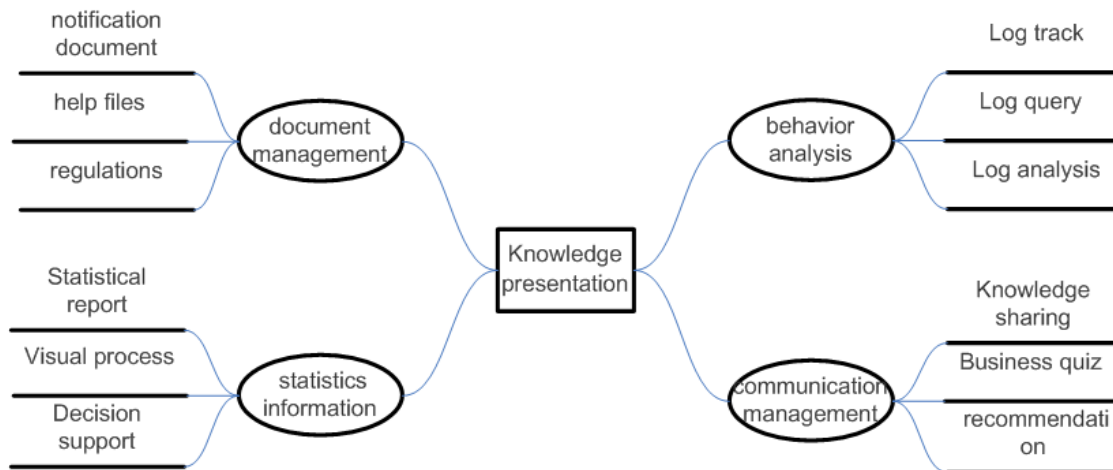 notification
document
help files
regulations
document
management
Statistical
report
Visual process
Decision
support
statistics
information
Knowledge
presentation
behavior
analysis
Log track
Log query
Log analysis
communication
management
Knowledge
sharing
Business quiz
recommendati
on